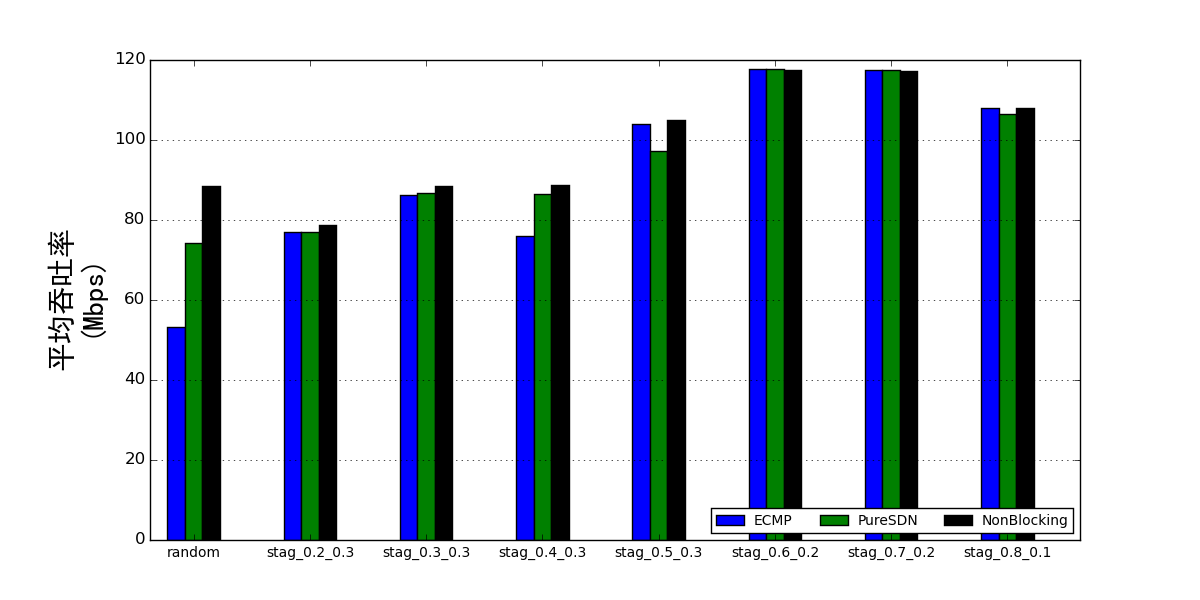 平均吞吐率
(Mbps)
120
100
80
60
40
20
0
random stag_0.2_0.3 stag_0.3_0.3 stag_0.4_0.3 stag_0.5_0.3 stag_0.6_0.2 stag_0.7_0.2 stag_0.8_0.1
ECMP PureSDN NonBlocking